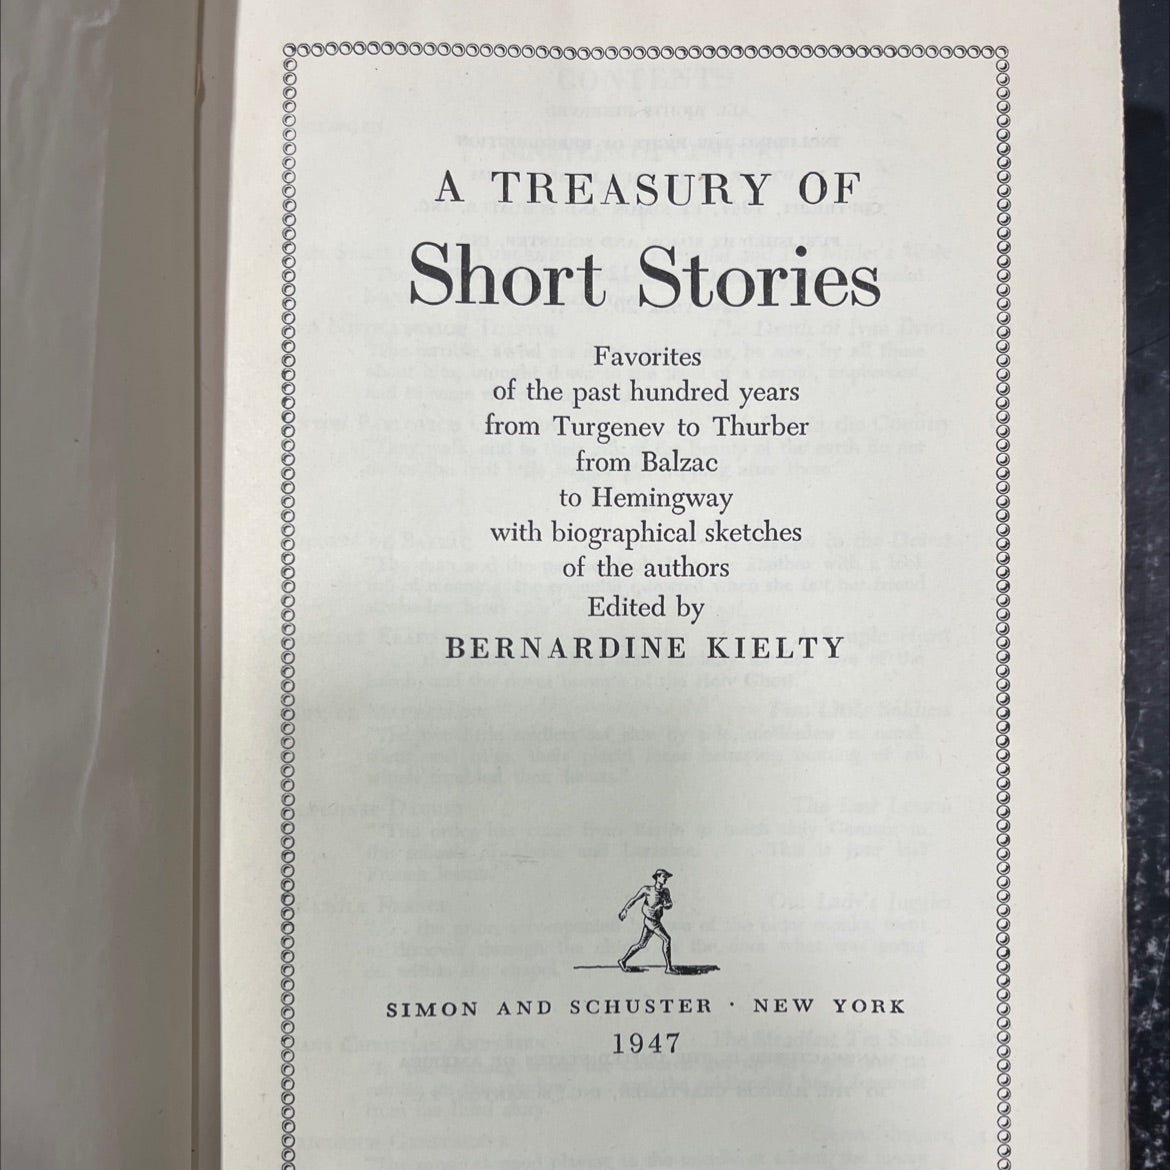 A TREASURY OF
Short Stories
Favorites
of the past hundred years
from Turgenev to Thurber
from Balzac
to Hemingway
with biographical sketches
of the authors
Edited by
BERNARDINE KIELTY
SIMON AND SCHUSTER · NEW YORK
1947